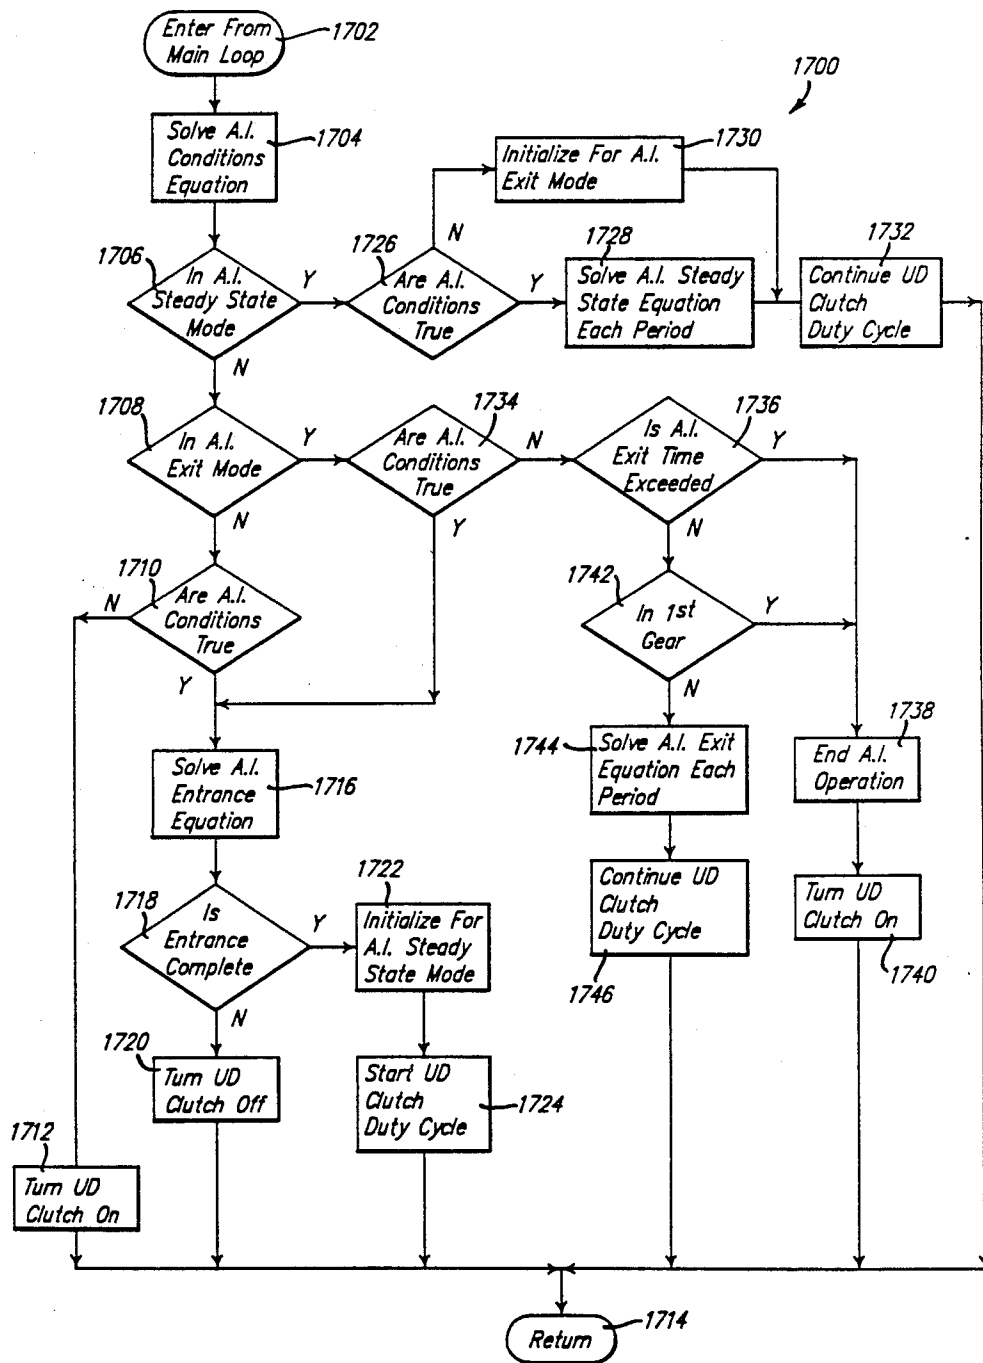 Enter From
Main Loop
1702
1700
Solve A.I.
Conditions
Equation
1704
Initialize For A.I.
Exit Mode
1730
1706
In A.I.
Steady State
Mode
Y
N
1726
Are A.I.
Conditions
True
N
Y
1728
Solve A.I. Steady
State Equation
Each Period
1732
Continue UD
Clutch
Duty Cycle
1708
In A.I.
Exit Mode
Y
N
1734
Are A.I.
Conditions
True
N
Y
1736
Is A.I.
Exit Time
Exceeded
Y
N
1710
Are A.I.
Conditions
True
N
Y
1742
In 1st
Gear
Y
N
1716
Solve A.I.
Entrance
Equation
1744
Solve A.I. Exit
Equation Each
Period
1738
End A.I.
Operation
1718
Is
Entrance
Complete
Y
N
1722
Initialize For
A.I. Steady
State Mode
Continue UD
Clutch
Duty Cycle
1746
Turn UD
Clutch On
1740
1720
Turn UD
Clutch Off
Start UD
Clutch
Duty Cycle
1724
1712
Turn UD
Clutch On
Return
1714